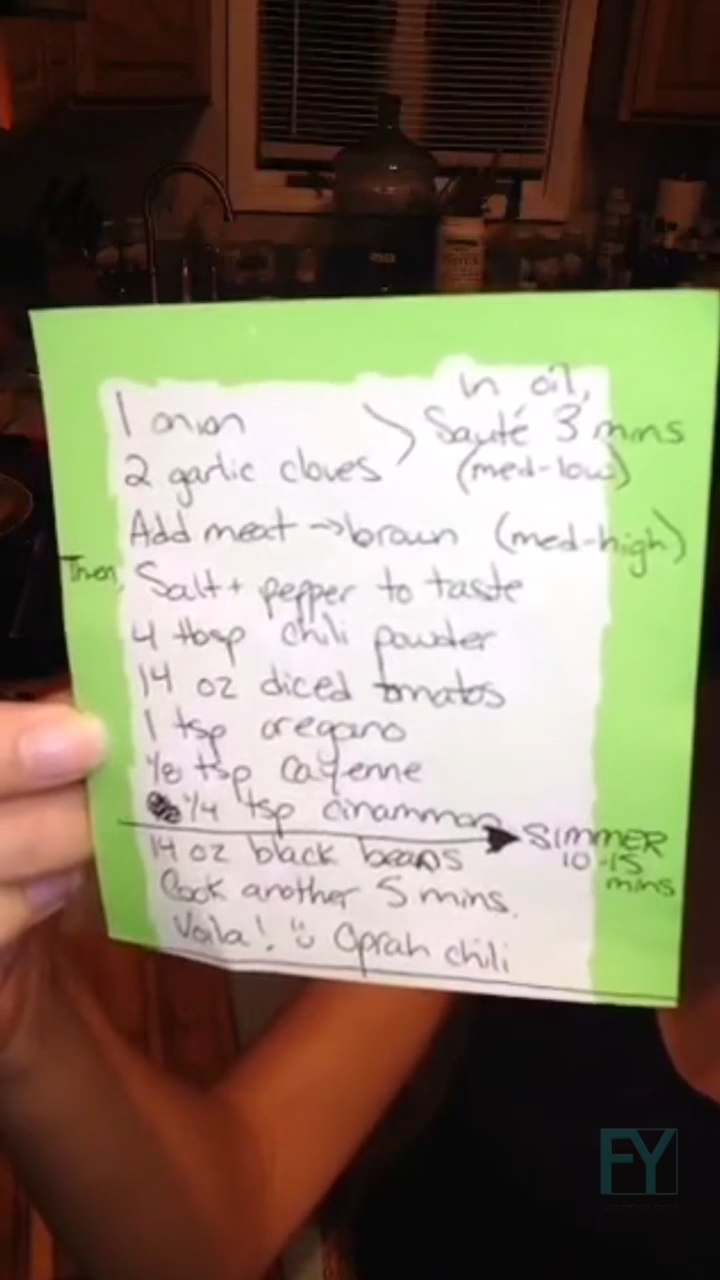 In oil,
1 onion
Sauté 3 mins
2 garlic cloves
(med-low)
Add meat → brown (med-high)
Then, Salt + pepper to taste
4 tbsp chili powder
14 oz diced tomatos
1 tsp oregano
1/8 tsp cayenne
1/4 tsp cinammon
SIMMER
10-15
mins
14 oz black beans
Cook another 5 mins.
Voila! Oprah chili
FY